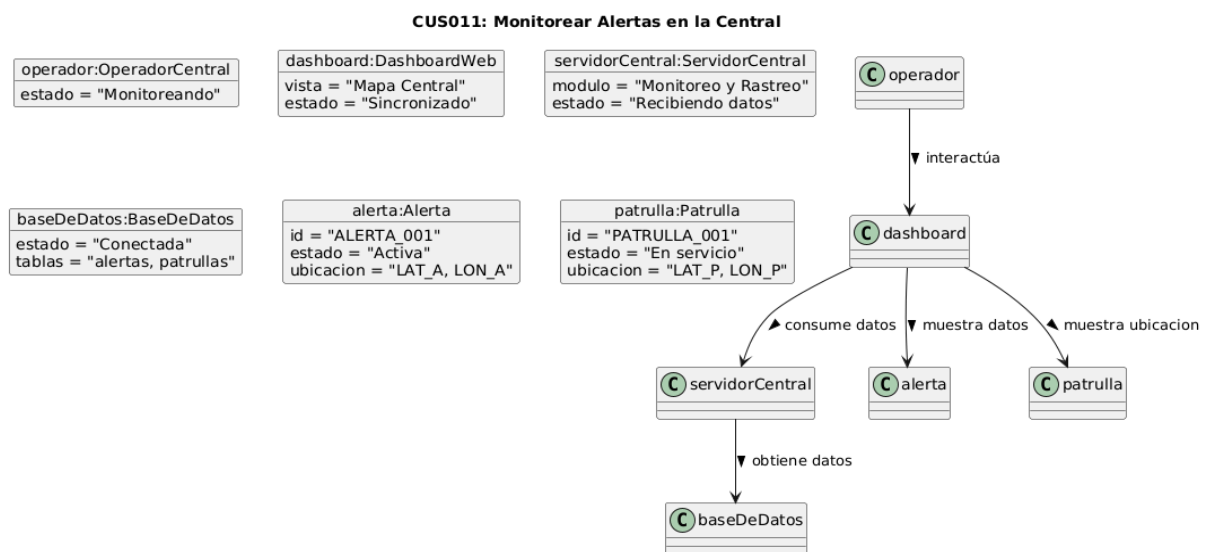 CUS011: Monitorear Alertas en la Central
operador:OperadorCentral
estado = "Monitoreando"
dashboard:DashboardWeb
vista = "Mapa Central"
estado = "Sincronizado"
servidorCentral:ServidorCentral
modulo = "Monitoreo y Rastreo"
estado = "Recibiendo datos"
C operador
interactúa
baseDeDatos:BaseDeDatos
estado = "Conectada"
tablas = "alertas, patrullas"
alerta:Alerta
id = "ALERTA_001"
estado = "Activa"
ubicacion = "LAT_A, LON_A"
patrulla:Patrulla
id = "PATRULLA_001"
estado = "En servicio"
ubicacion = "LAT_P, LON_P"
C dashboard
consume datos
muestra datos
muestra ubicacion
C servidorCentral
C alerta
C patrulla
obtiene datos
C baseDeDatos